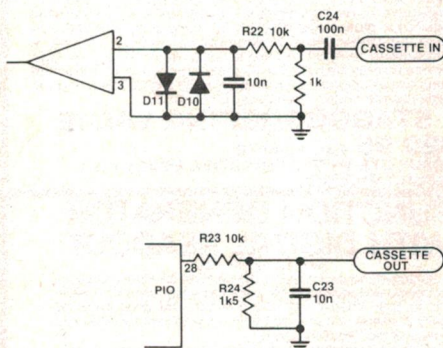 C24
100n
R22 10k
CASSETTE IN
2
3
D11
D10
10n
1k
R23 10k
CASSETTE
OUT
28
PIO
R24
1k5
C23
10n